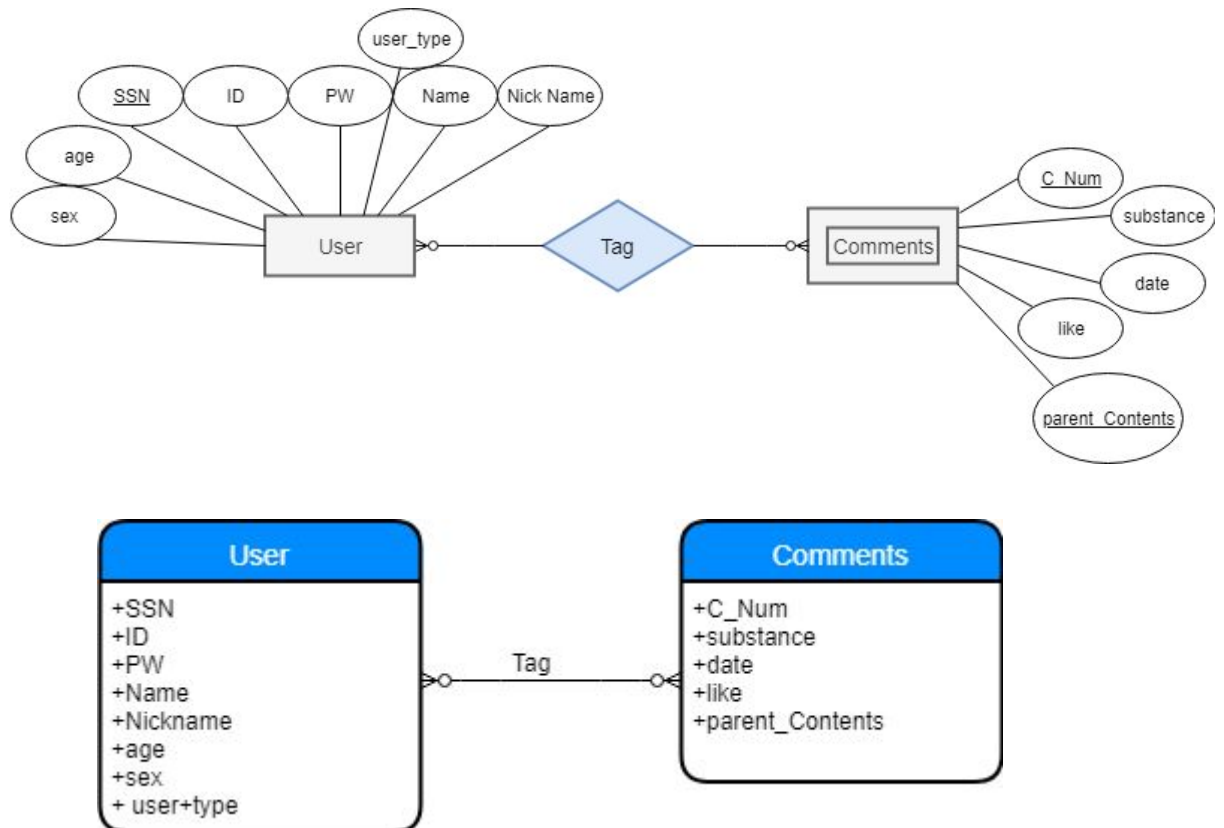 user_type
SSN
ID
PW
Name
Nick Name
age
sex
User
Tag
Comments
C_Num
substance
date
like
parent_Contents
User
+SSN
+ID
+PW
+Name
+Nickname
+age
+sex
+ user+type
Tag
Comments
+C_Num
+substance
+date
+like
+parent_Contents